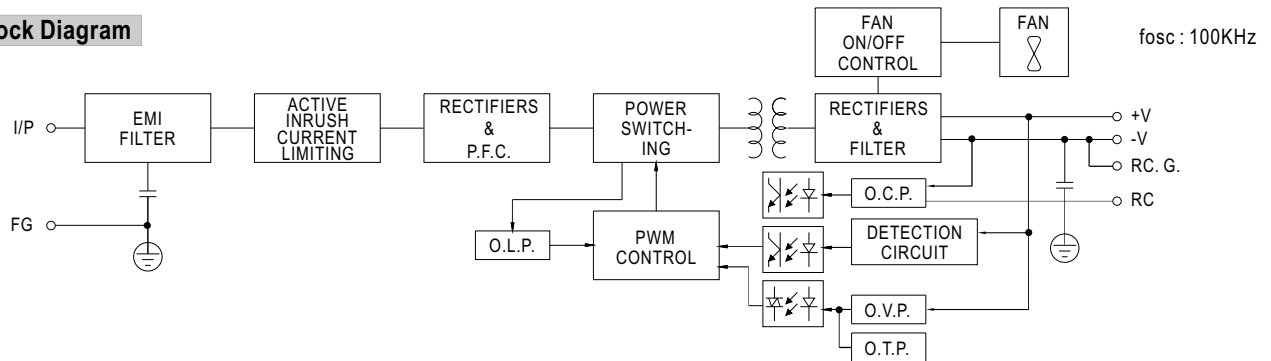 ock Diagram
fosc : 100KHz
FAN
ON/OFF
CONTROL
FAN
I/P
EMI
FILTER
ACTIVE
INRUSH
CURRENT
LIMITING
RECTIFIERS
&
P.F.C.
POWER
SWITCH-
ING
RECTIFIERS
&
FILTER
+V
-V
RC. G.
RC
FG
O.L.P.
PWM
CONTROL
O.C.P.
DETECTION
CIRCUIT
O.V.P.
O.T.P.